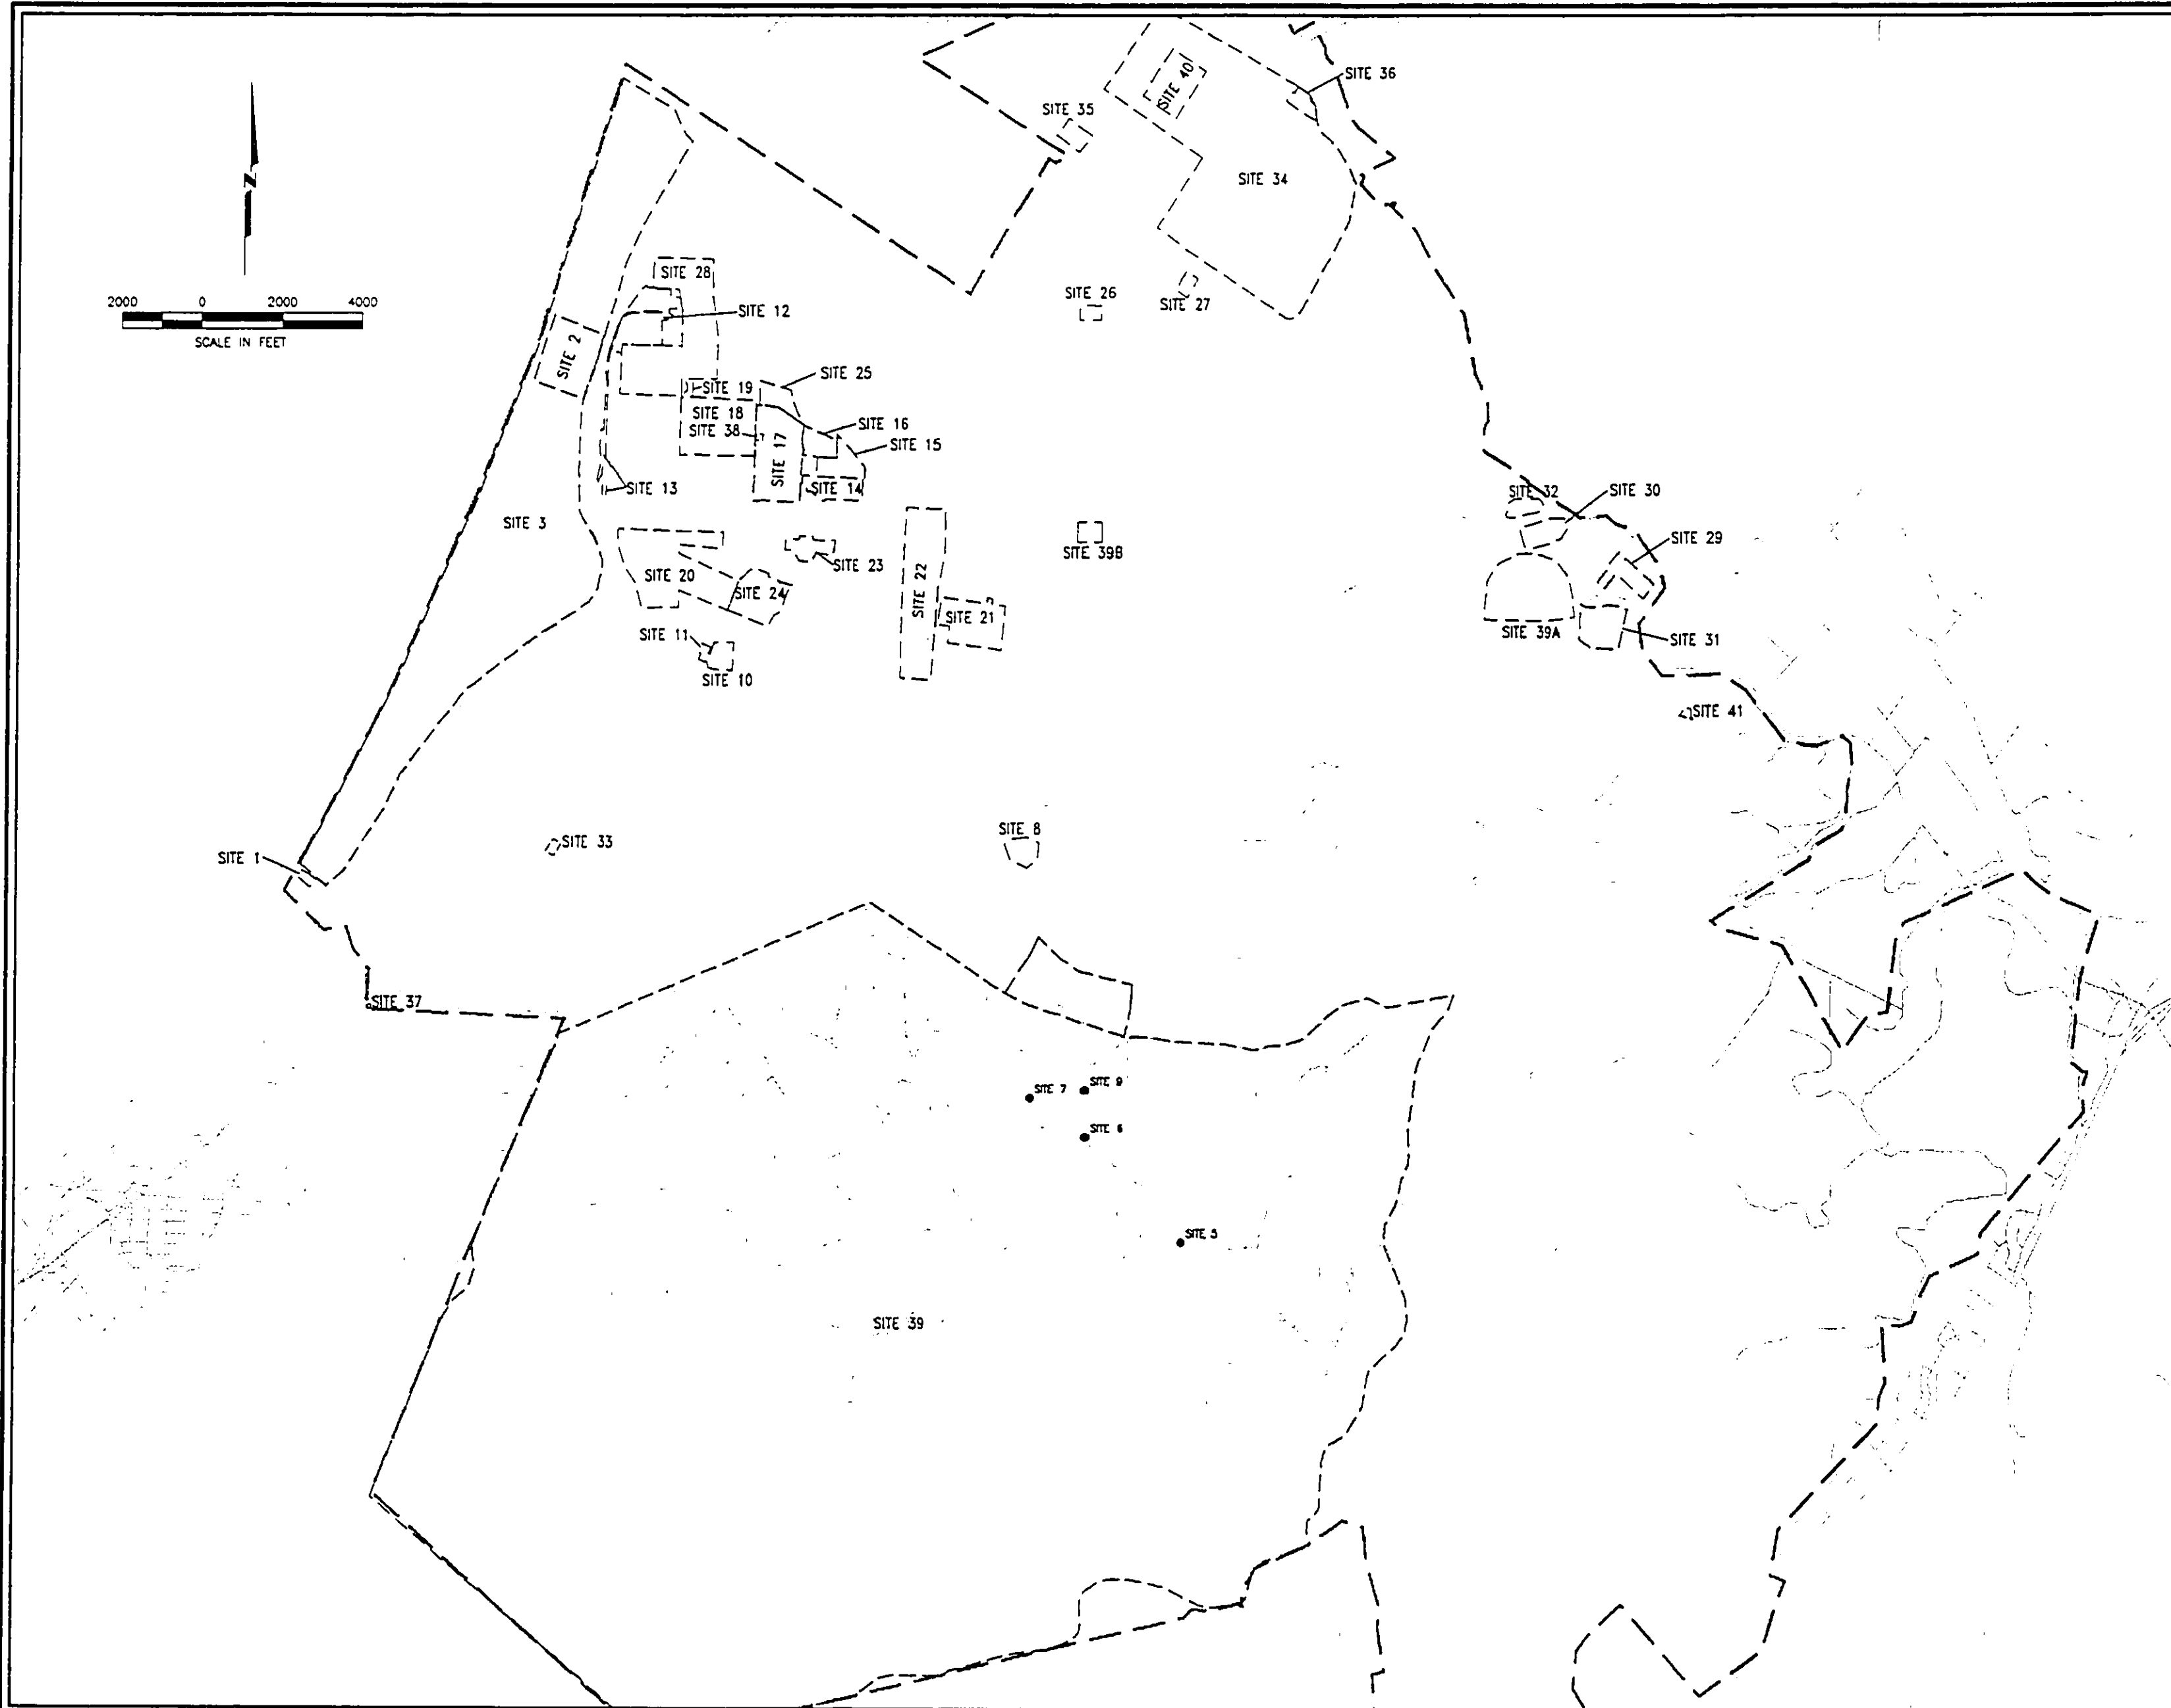 SITE 36
SITE 40
SITE 35
SITE 34
N
SITE 28
SITE 26
SITE 27
2000 0 2000 4000
SCALE IN FEET
SITE 12
SITE 2
SITE 25
SITE 19
SITE 18
SITE 16
SITE 38
SITE 15
SITE 17
SITE 13
SITE 14
SITE 32
SITE 30
SITE 3
SITE 29
SITE 39B
SITE 23
SITE 20
SITE 22
SITE 24
SITE 21
SITE 11
SITE 39A
SITE 31
SITE 10
SITE 41
SITE 8
SITE 33
SITE 1
SITE 37
SITE 9
SITE 7
SITE 6
SITE 5
SITE 39